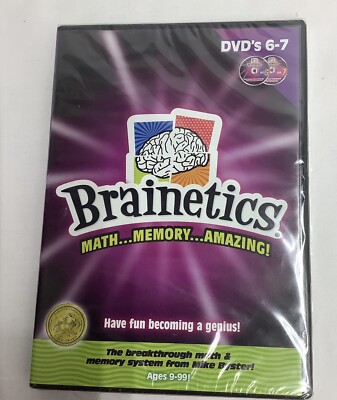 DVD's 6-7
Brainetics®
MATH...MEMORY...AMAZING!
Have fun becoming a genius!
The breakthrough math &
memory system from Mike Byster!
Ages 9-99!